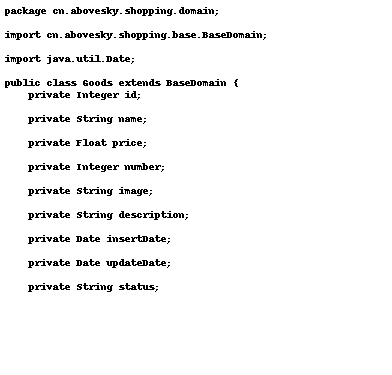 package cn.abovesky.shopping.domain;
import cn.abovesky.shopping.base.BaseDomain;
import java.util.Date;
public class Goods extends BaseDomain {
private Integer id;
private String name;
private Float price;
private Integer number;
private String image;
private String description;
private Date insertDate;
private Date updateDate;
private String status;